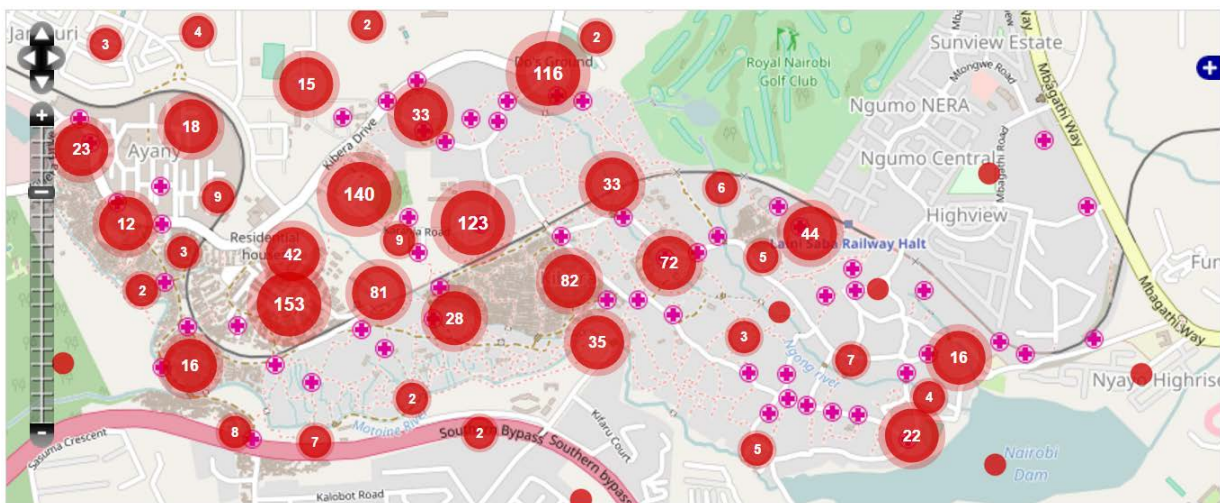 2
4
3
2
Sunview Estate
Do's Ground
116
Royal Nairobi
Golf Club
Mtongwe Road
Mbagathi Way
15
Ngumo NERA
33
18
Kibera Drive
23
Ayany
Ngumo Central
Mbagathi Road
140
33
6
9
Highview
12
123
44
Laini Saba Railway Halt
Residential
9
3
42
5
72
2
81
82
153
28
Ngong river
35
3
16
7
16
Mbagathi Way
Nyayo Highrise
2
4
Motoine River
Kifaru Court
8
7
2
Southern Bypass
Southern bypass
5
22
Sasuma Crescent
Nairobi
Dam
Kalobot Road